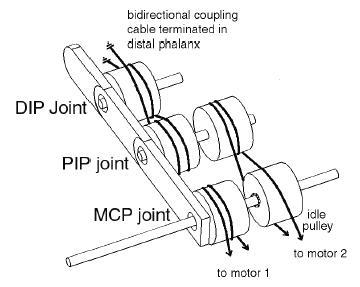 bidirectional coupling
cable terminated in
distal phalanx
DIP Joint
PIP joint
MCP joint
idle
pulley
to motor 2
to motor 1